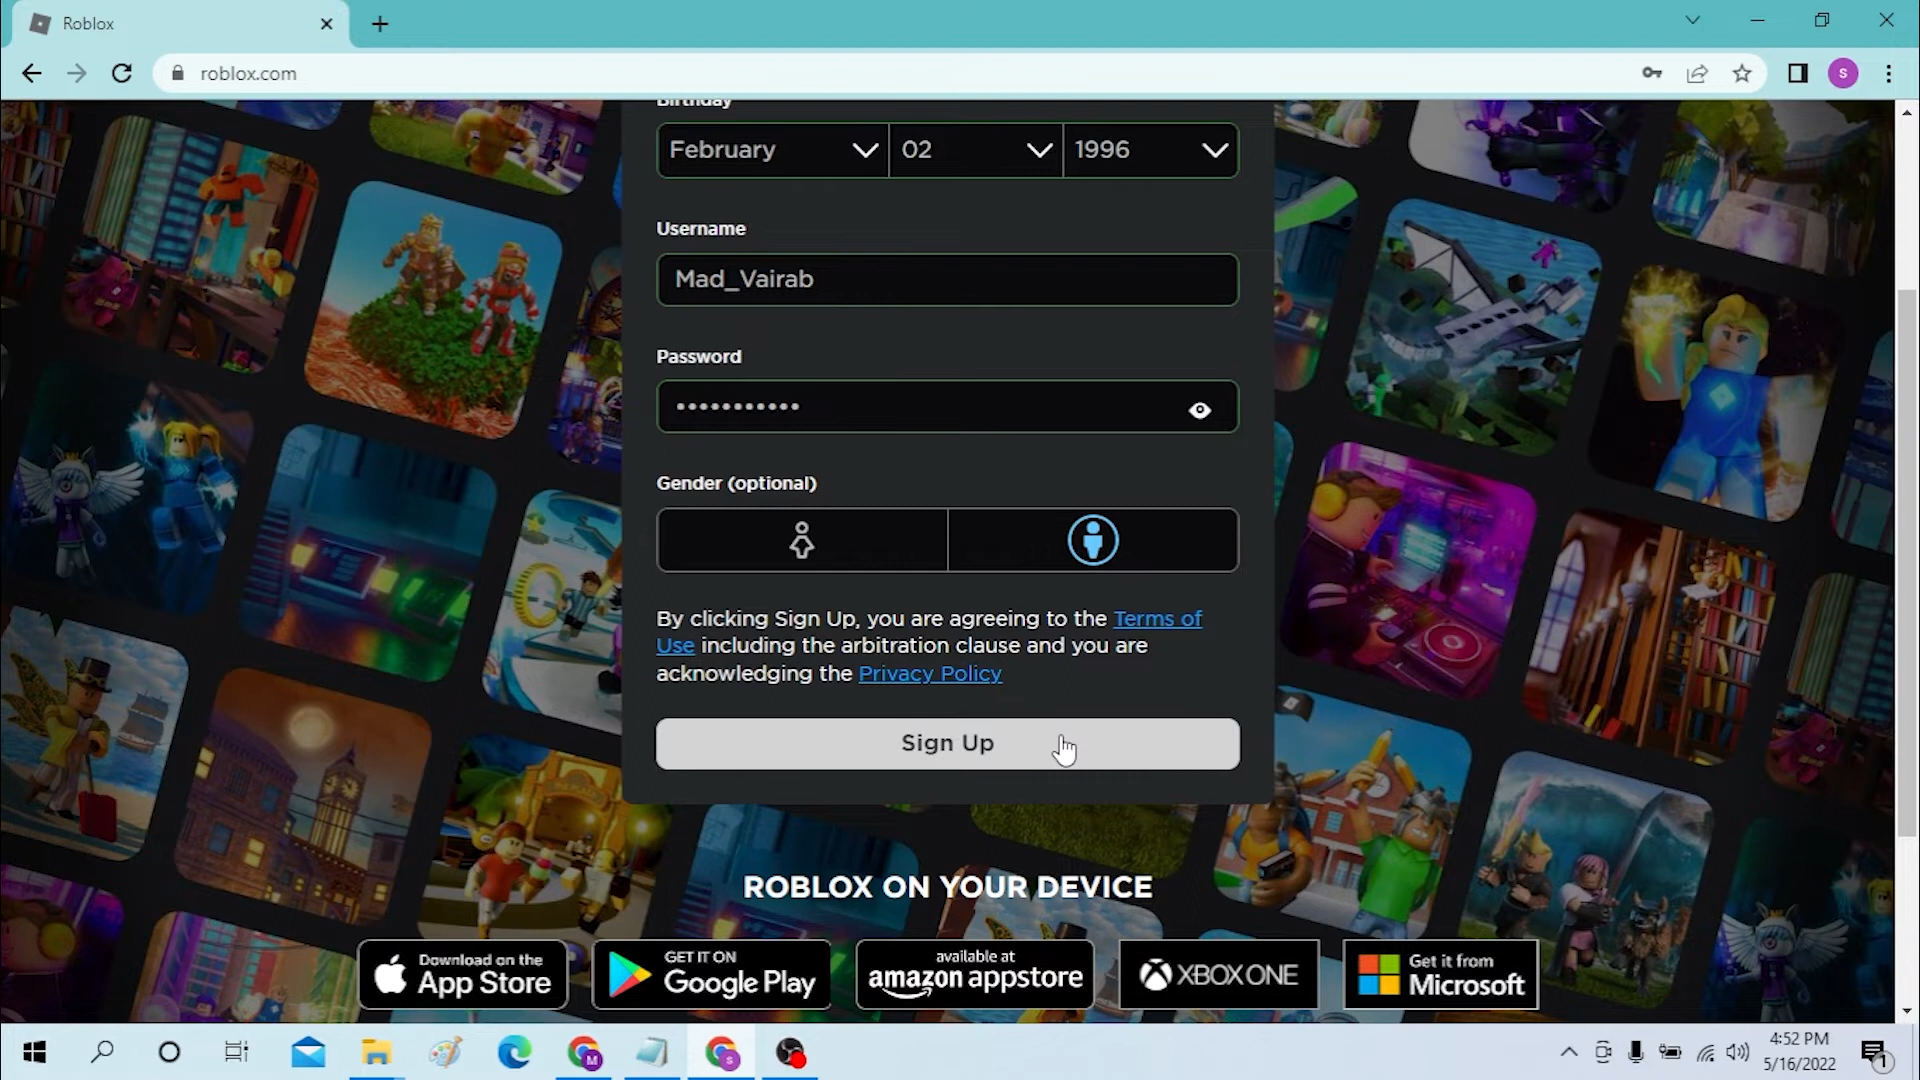 Roblox
roblox.com
S
Birthday
February 02 1996
Username
Mad_Vairab
Password
•••••••••••
Gender (optional)
By clicking Sign Up, you are agreeing to the Terms of
Use including the arbitration clause and you are
acknowledging the Privacy Policy
Sign Up
ROBLOX ON YOUR DEVICE
Download on the
App Store
GET IT ON
Google Play
available at
amazon appstore
XBOX ONE
Get it from
Microsoft
M
S
4:52 PM
5/16/2022
1